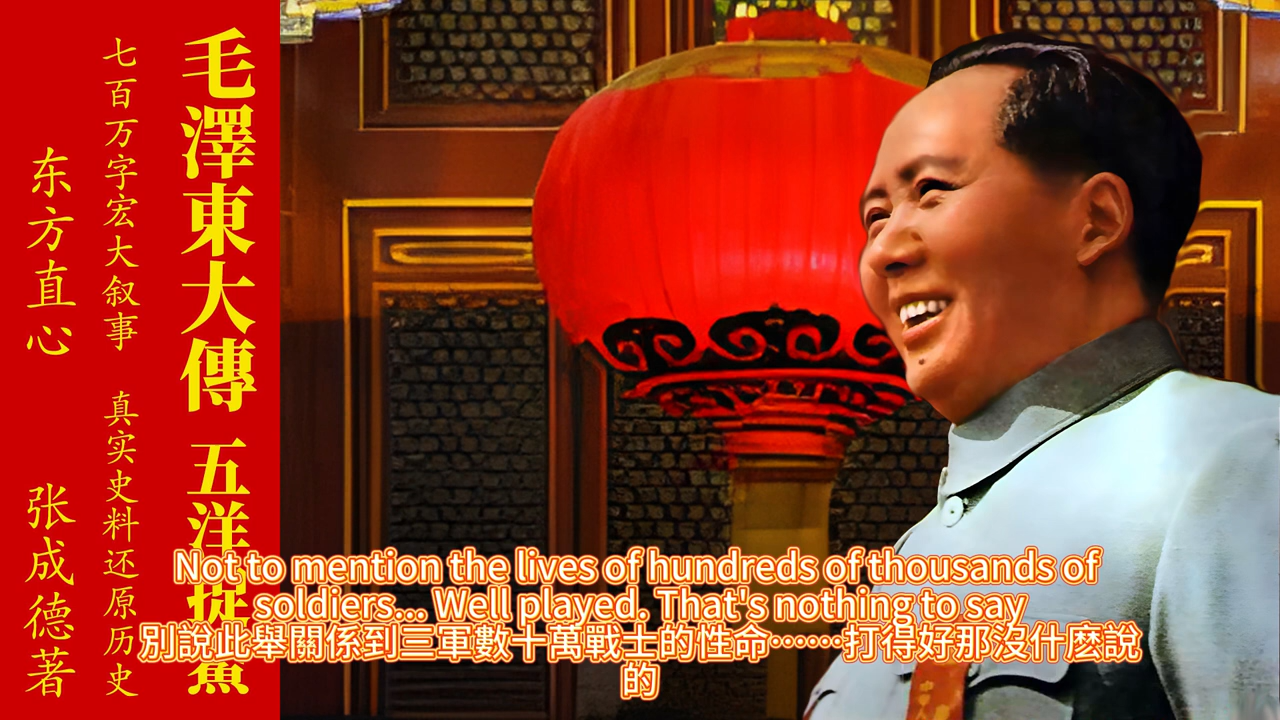 毛澤東大傳 五洋捉鱉
七百万字宏大叙事 真实史料还原历史
东方直心 张成德著
Not to mention the lives of hundreds of thousands of
soldiers... Well played. That's nothing to say
別說此舉關係到三軍數十萬戰士的性命……打得好那沒什麽說
的